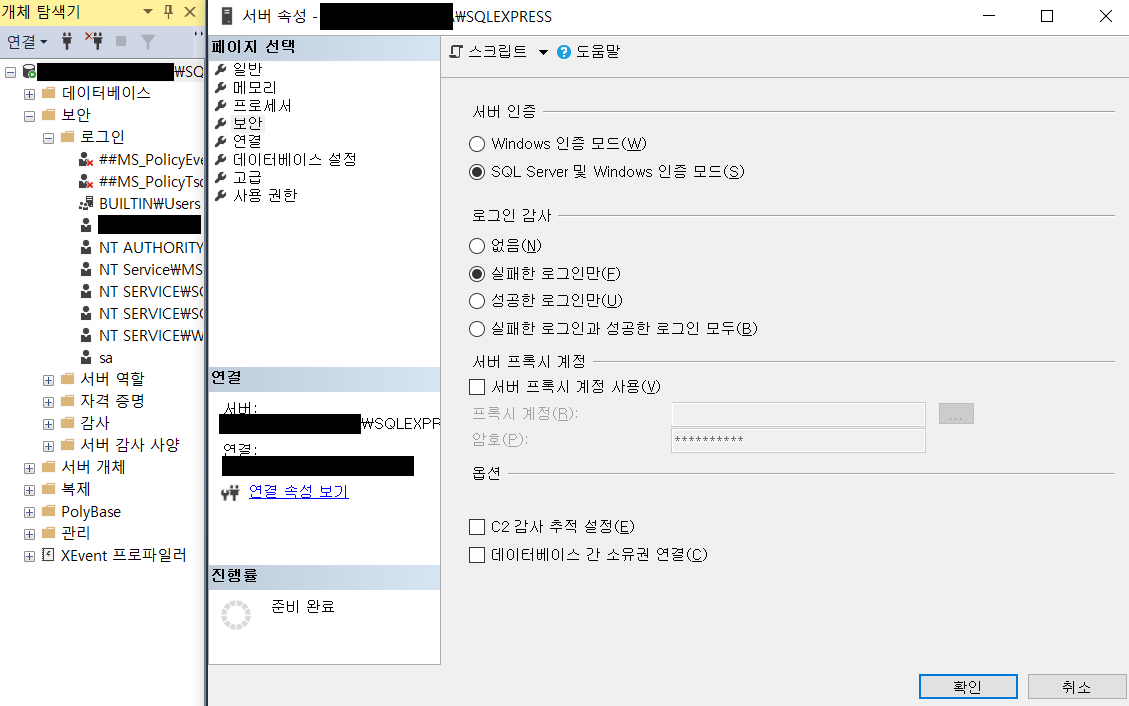 개체 탐색기
연결
₩SQ
데이터베이스
보안
로그인
##MS_PolicyEve
##MS_PolicyTsq
BUILTIN₩Users
NT AUTHORITY
NT Service₩MS
NT SERVICE₩SQ
NT SERVICE₩SQ
NT SERVICE₩W
sa
서버 역할
자격 증명
감사
서버 감사 사양
서버 개체
복제
PolyBase
관리
XEvent 프로파일러
서버 속성 - ₩SQLEXPRESS
페이지 선택
일반
메모리
프로세서
보안
연결
데이터베이스 설정
고급
사용 권한
연결
서버:
₩SQLEXPR
연결:
연결 속성 보기
진행률
준비 완료
스크립트
도움말
서버 인증
Windows 인증 모드(W)
SQL Server 및 Windows 인증 모드(S)
로그인 감사
없음(N)
실패한 로그인만(F)
성공한 로그인만(U)
실패한 로그인과 성공한 로그인 모두(B)
서버 프록시 계정
서버 프록시 계정 사용(V)
프록시 계정(R):
...
암호(P):
**********
옵션
C2 감사 추적 설정(E)
데이터베이스 간 소유권 연결(C)
확인
취소